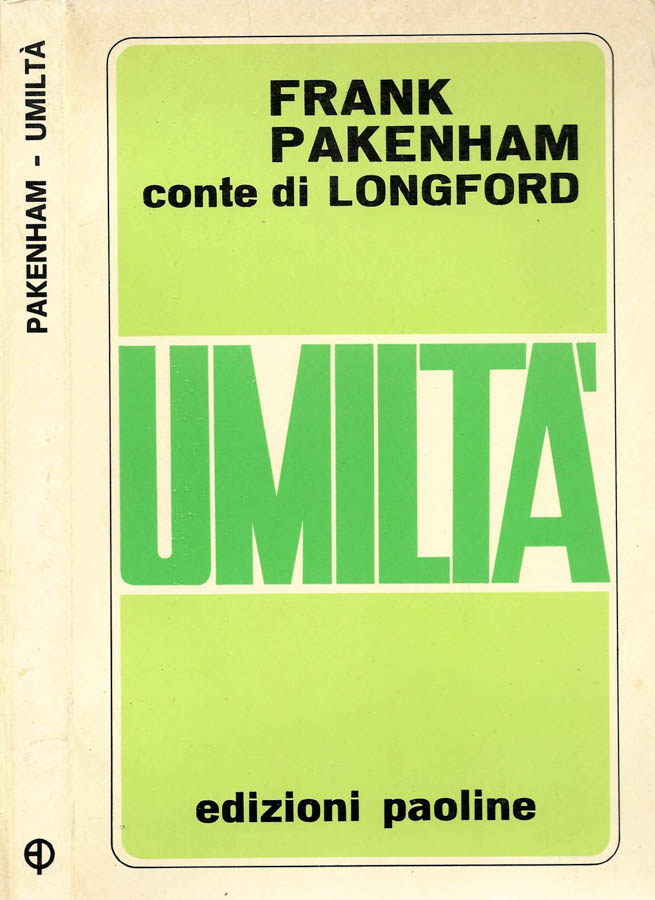 PAKENHAM - UMILTÀ
FRANK
PAKENHAM
conte di LONGFORD
UMILTA'
edizioni paoline